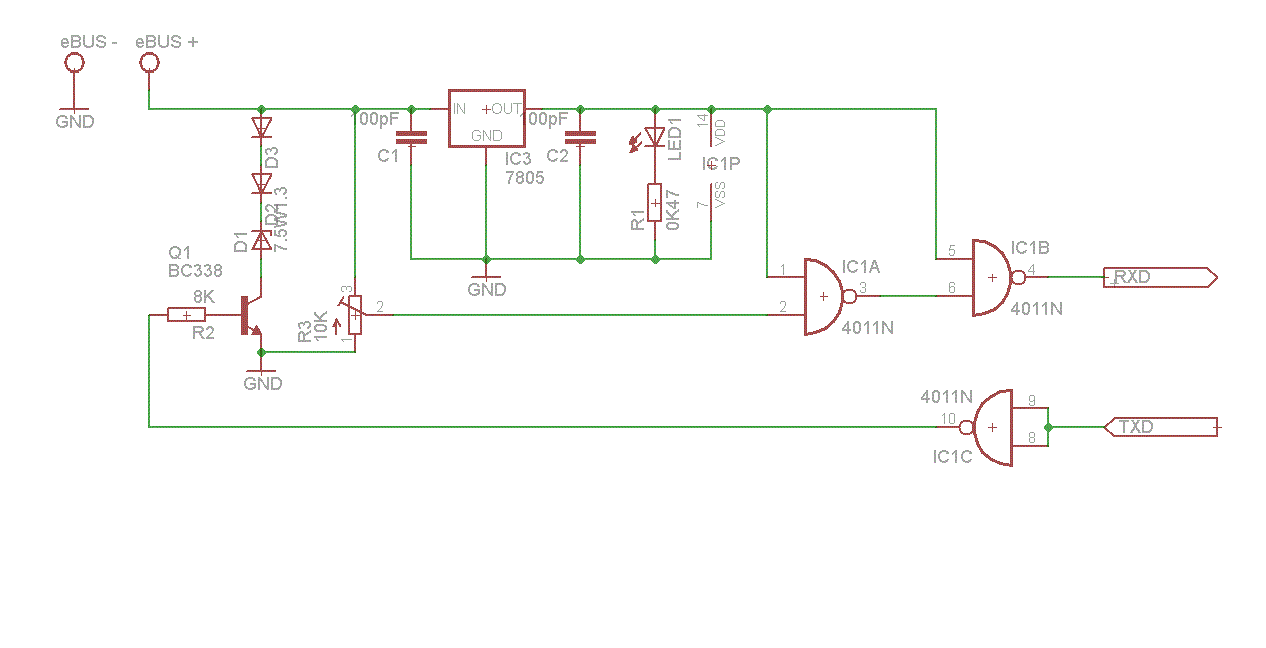 eBUS -
eBUS +
GND
00pF
C1
IN
OUT
GND
IC3
7805
00pF
C2
LED1
R1
0K47
14
VDD
IC1P
7
VSS
D3
D2
7.5W1.3
D1
Q1
BC338
8K
R2
GND
R3
10K
3
2
1
GND
1
2
IC1A
3
4011N
5
6
IC1B
4
4011N
RXD
4011N
10
IC1C
9
8
TXD